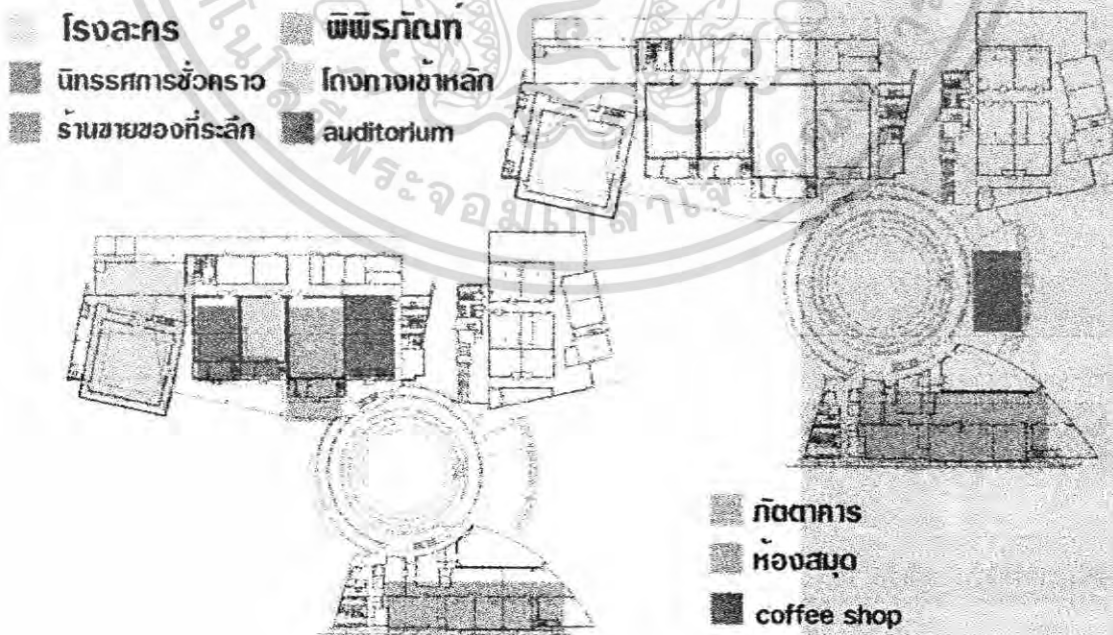 โรงละคร
พิพิธภัณฑ์
นิทรรศการชั่วคราว
โถงทางเข้าหลัก
ร้านขายของที่ระลึก
auditorium
ภัตตาคาร
ห้องสมุด
coffee shop